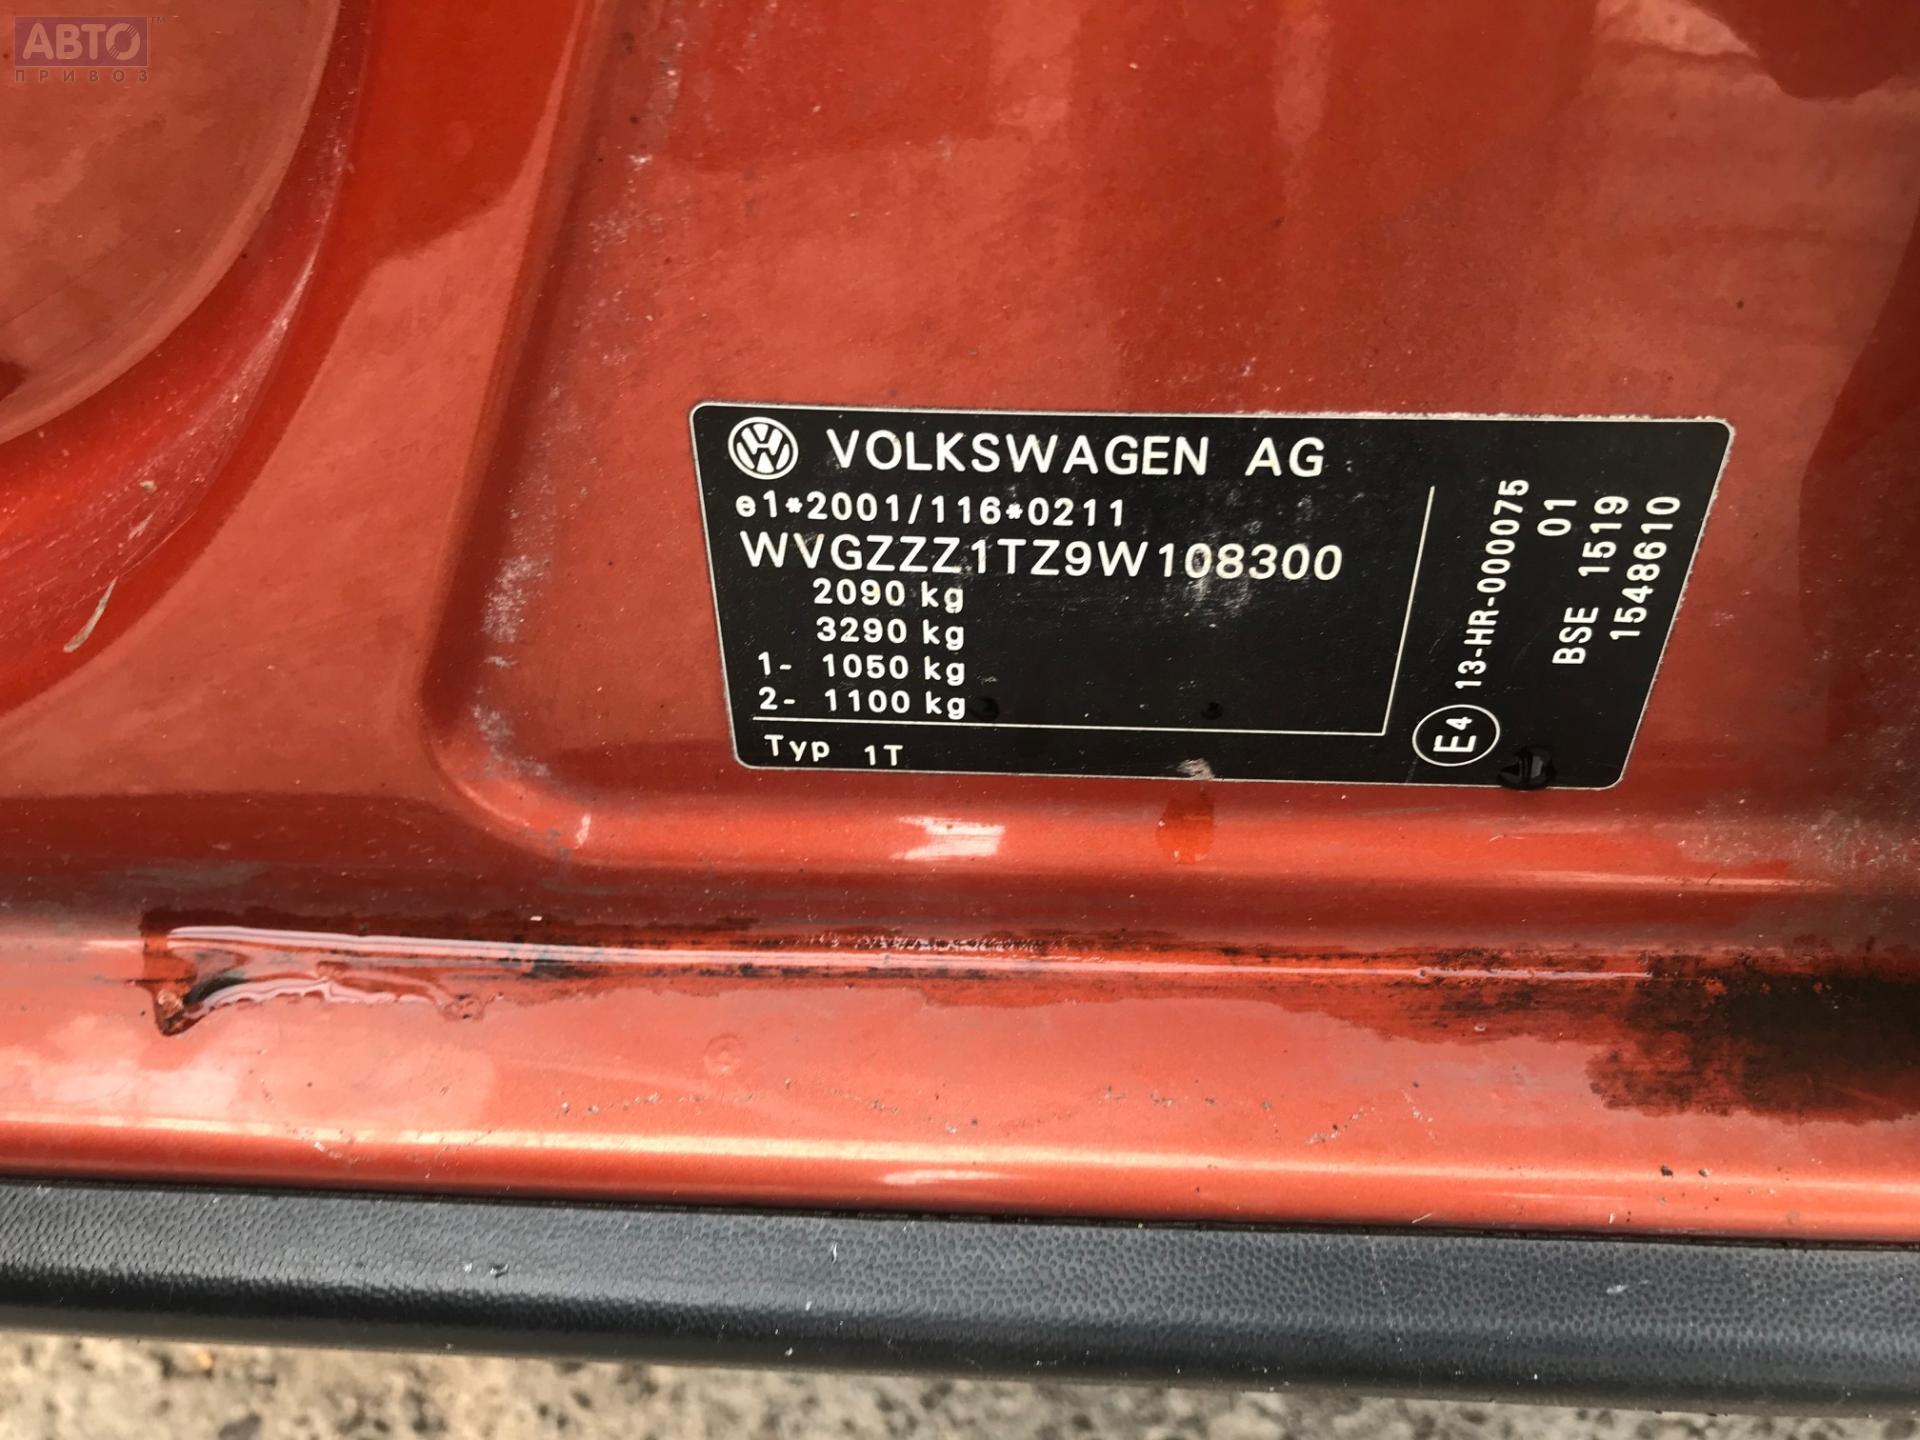 АВТО
ПРИВОЗ
VOLKSWAGEN AG
e1*2001/116*0211
WVGZZZ1TZ9W108300
2090 kg
3290 kg
1- 1050 kg
2- 1100 kg
Typ 1T
E4 13-HR-000075
01
BSE 1519
1548610